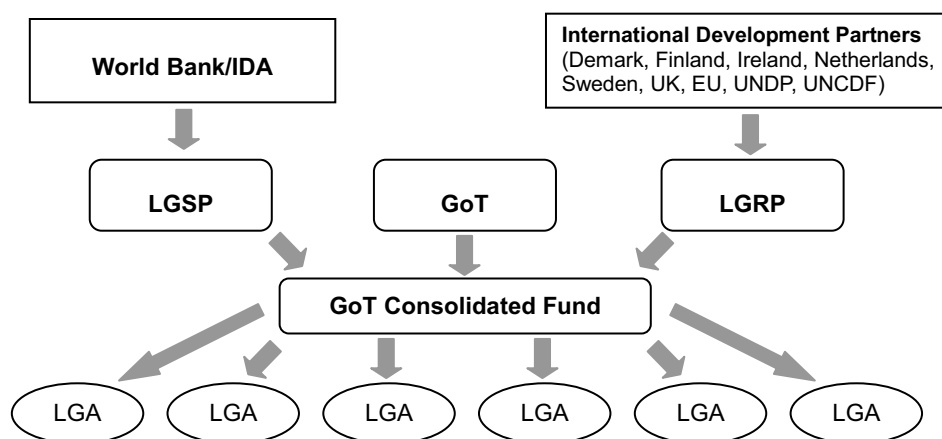 World Bank/IDA
International Development Partners
(Demark, Finland, Ireland, Netherlands,
Sweden, UK, EU, UNDP, UNCDF)
LGSP
GoT
LGRP
GoT Consolidated Fund
LGA
LGA
LGA
LGA
LGA
LGA